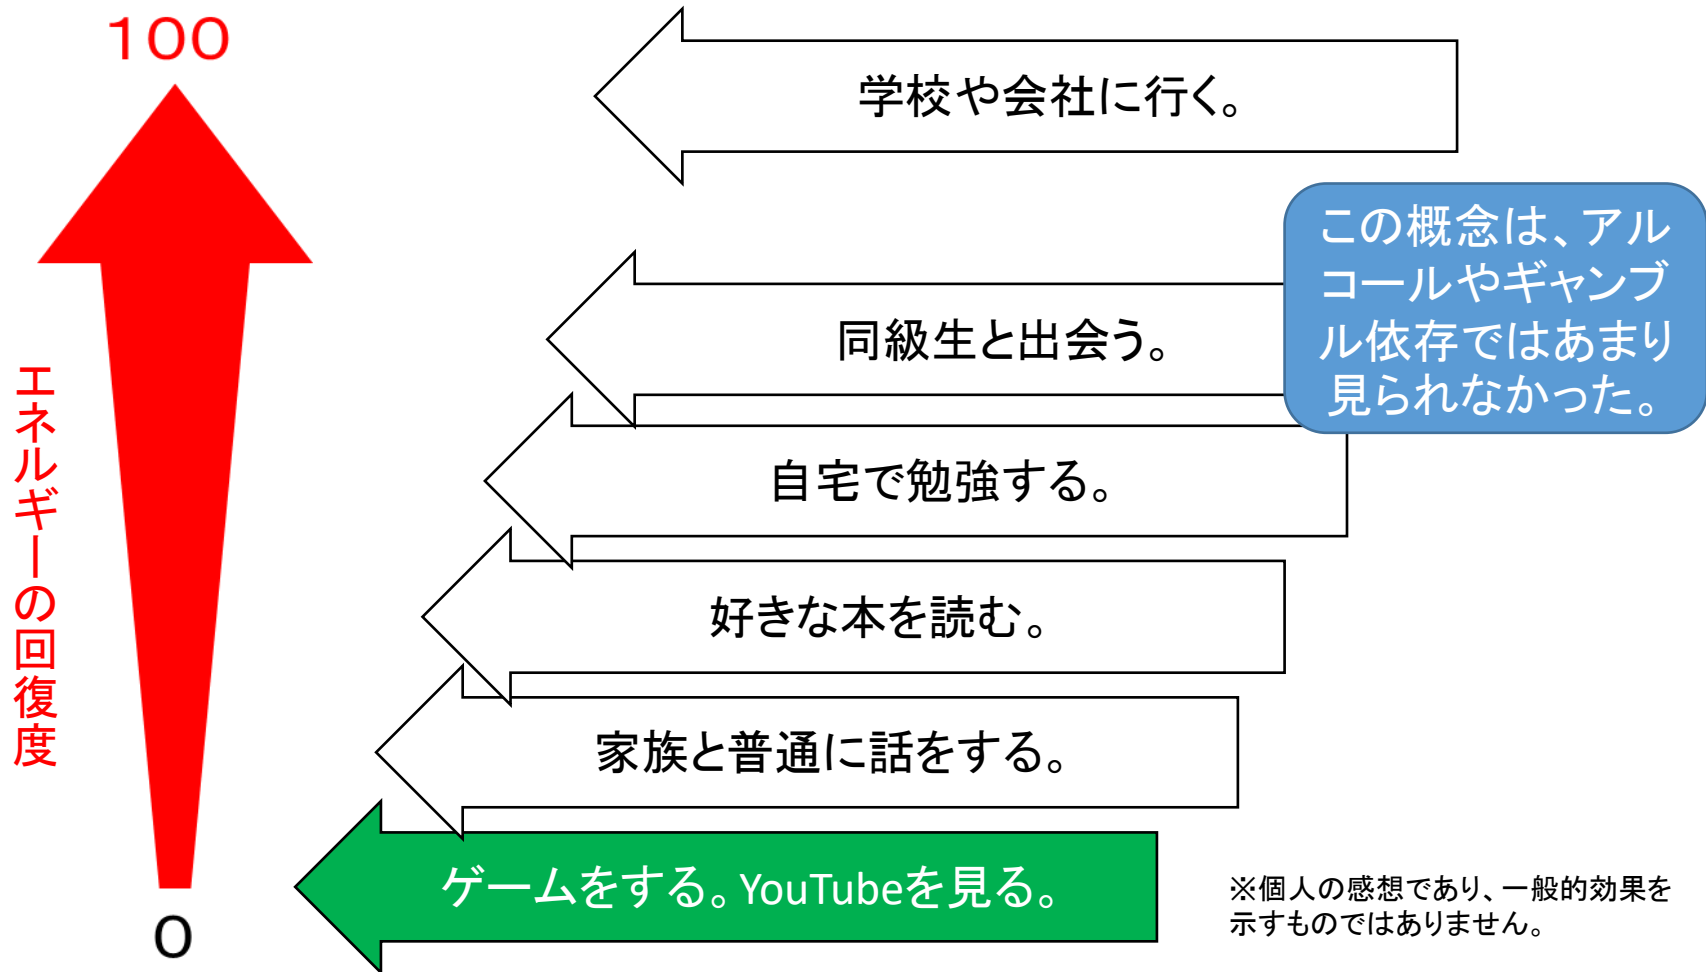 100
学校や会社に行く。
この概念は、アル
コールやギャンブ
ル依存ではあまり
見られなかった。
同級生と出会う。
エネルギーの回復度
自宅で勉強する。
好きな本を読む。
家族と普通に話をする。
ゲームをする。YouTubeを見る。
0
※個人の感想であり、一般的効果を
示すものではありません。